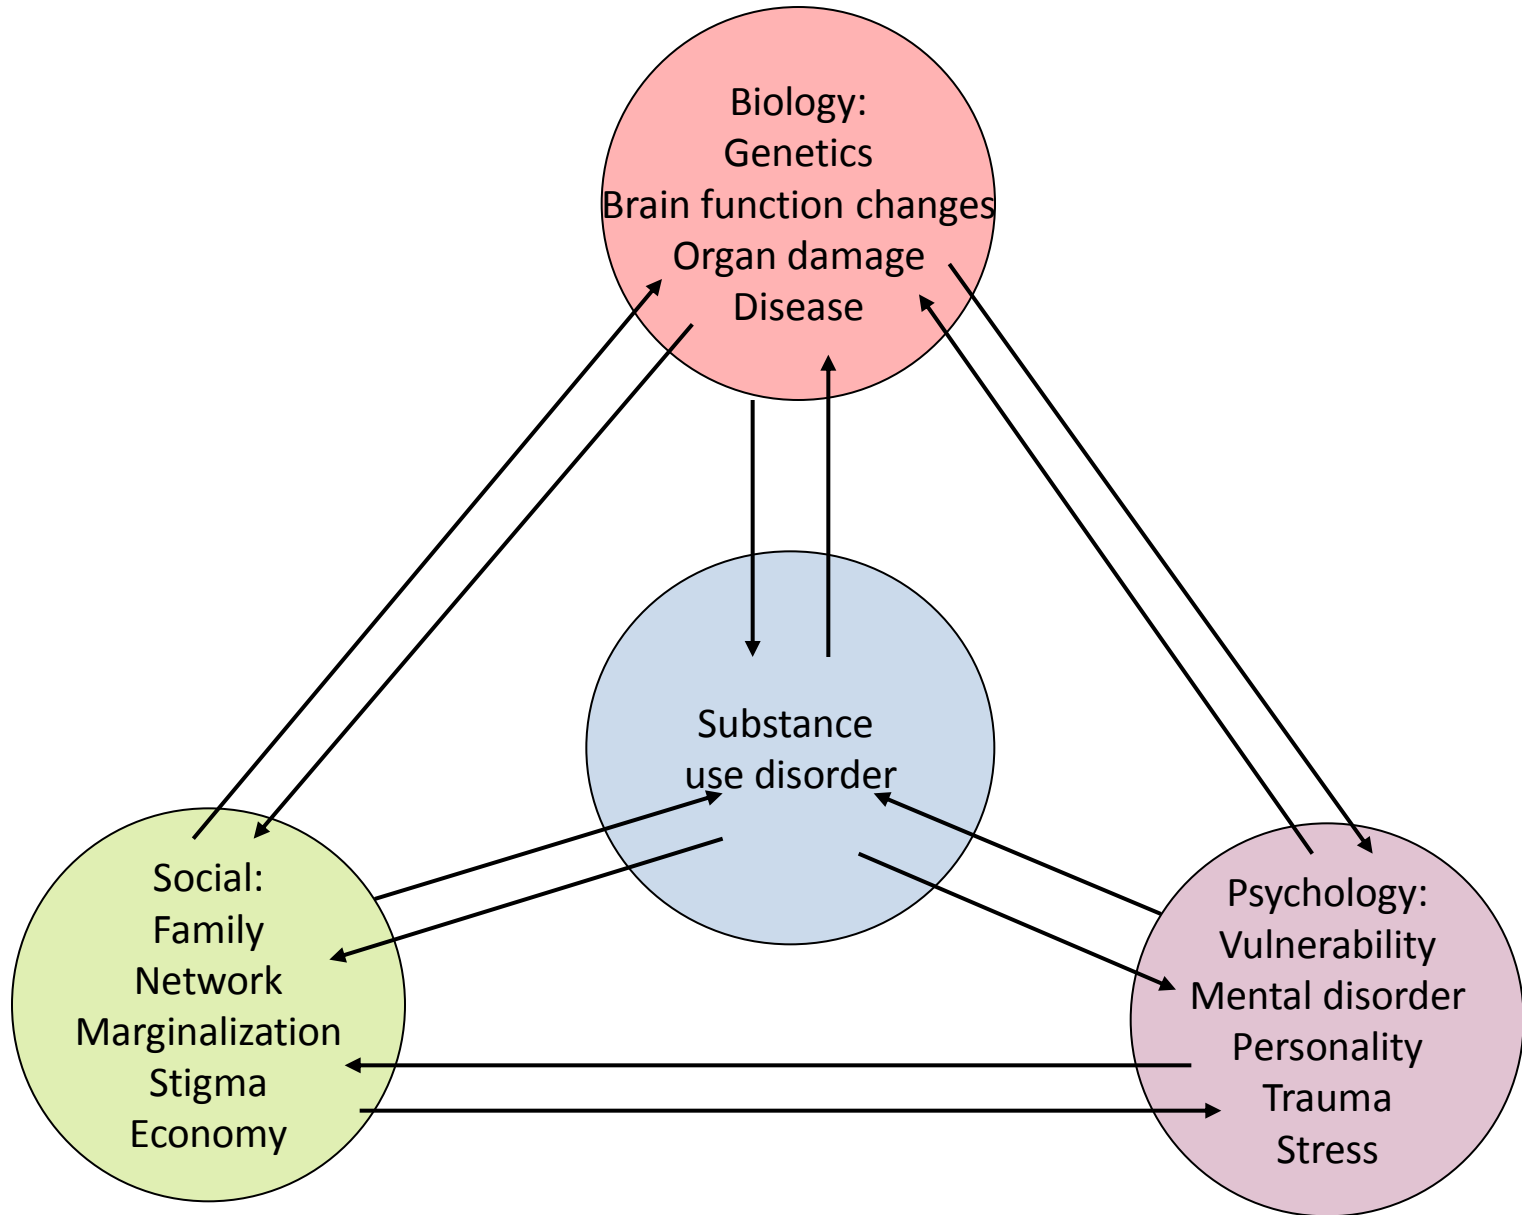 Biology:
Genetics
Brain function changes
Organ damage
Disease
Substance
use disorder
Social:
Family
Network
Marginalization
Stigma
Economy
Psychology:
Vulnerability
Mental disorder
Personality
Trauma
Stress